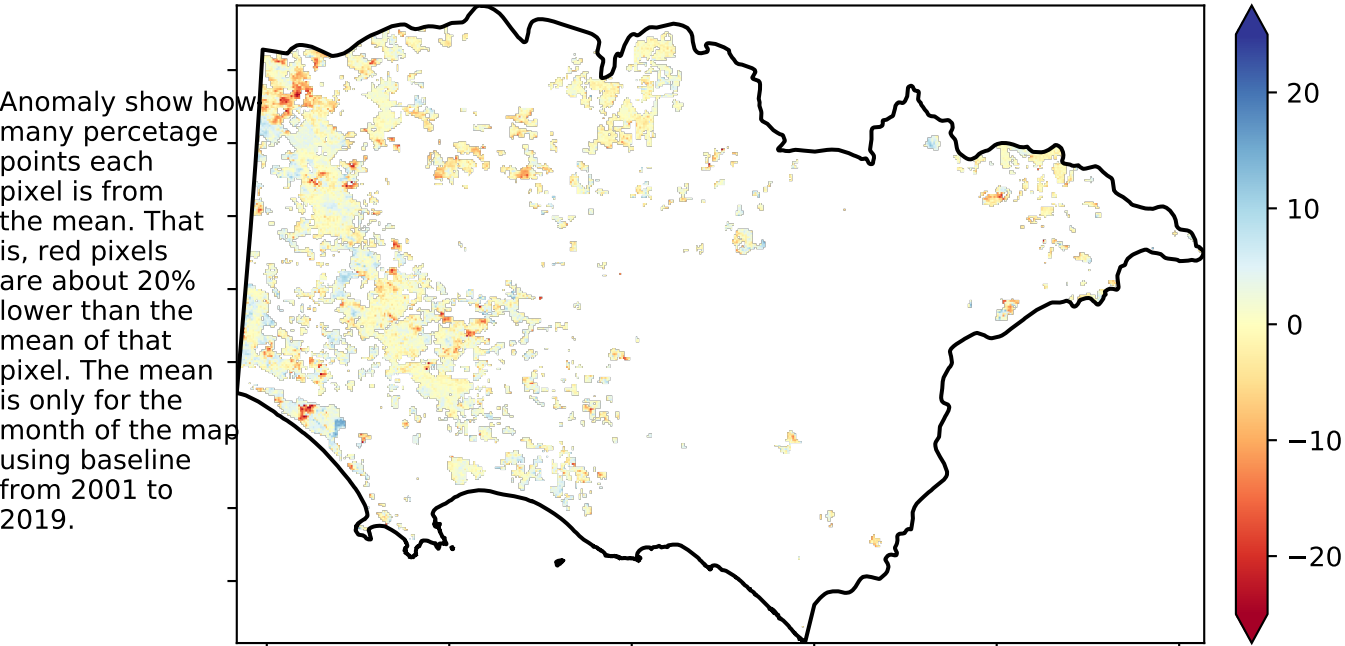 Anomaly show how
many percetage
points each
pixel is from
the mean. That
is, red pixels
are about 20%
lower than the
mean of that
pixel. The mean
is only for the
month of the map
using baseline
from 2001 to
2019.
20
10
0
−10
−20